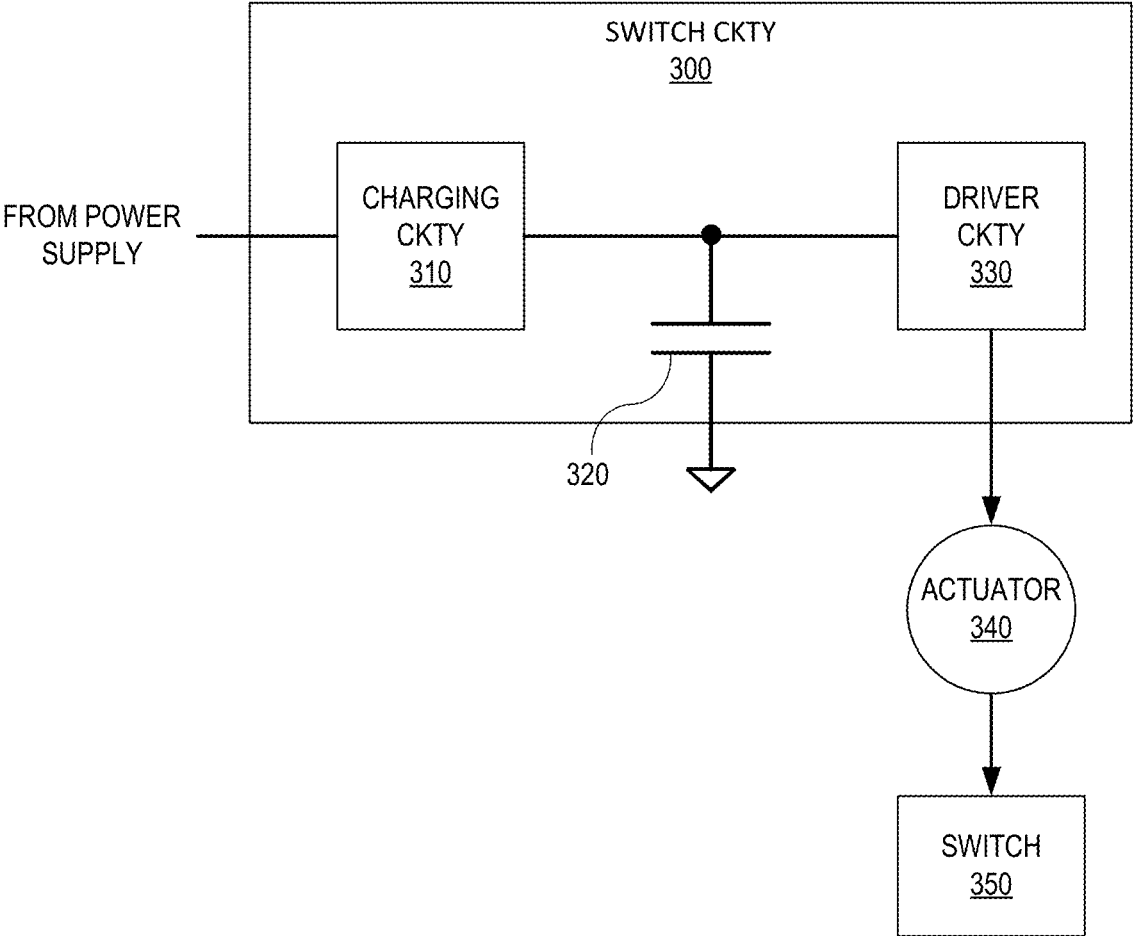 SWITCH CKTY
300
CHARGING
CKTY
310
DRIVER
CKTY
330
FROM POWER
SUPPLY
320
ACTUATOR
340
SWITCH
350